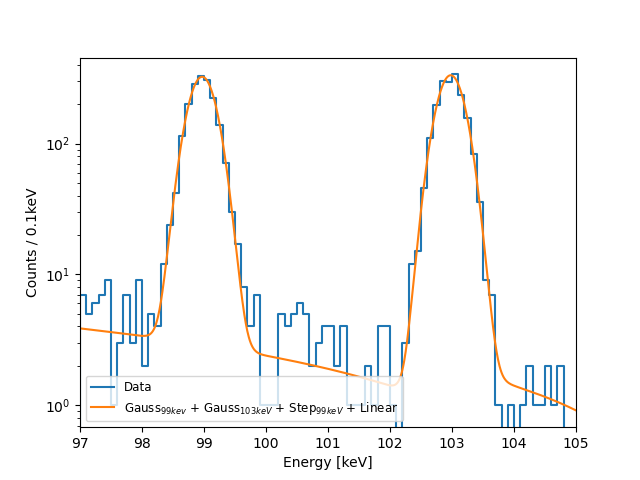 Counts / 0.1keV
10²
10¹
10⁰
Data
Gauss₉₉ₖₑᵥ + Gauss₁₀₃ₖₑV + Step₉₉ₖₑV + Linear
97 98 99 100 101 102 103 104 105
Energy [keV]